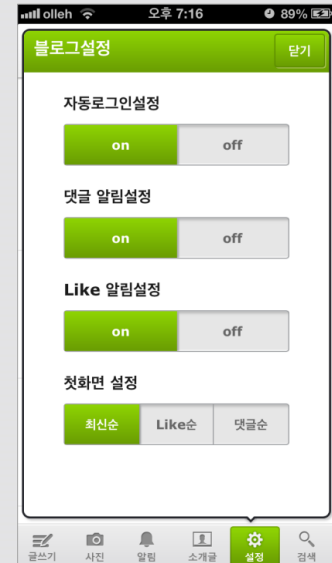 olleh 오후 7:16 89%
블로그설정 닫기
자동로그인설정
on off
댓글 알림설정
on off
Like 알림설정
on off
첫화면 설정
최신순 Like순 댓글순
글쓰기 사진 알림 소개글 설정 검색